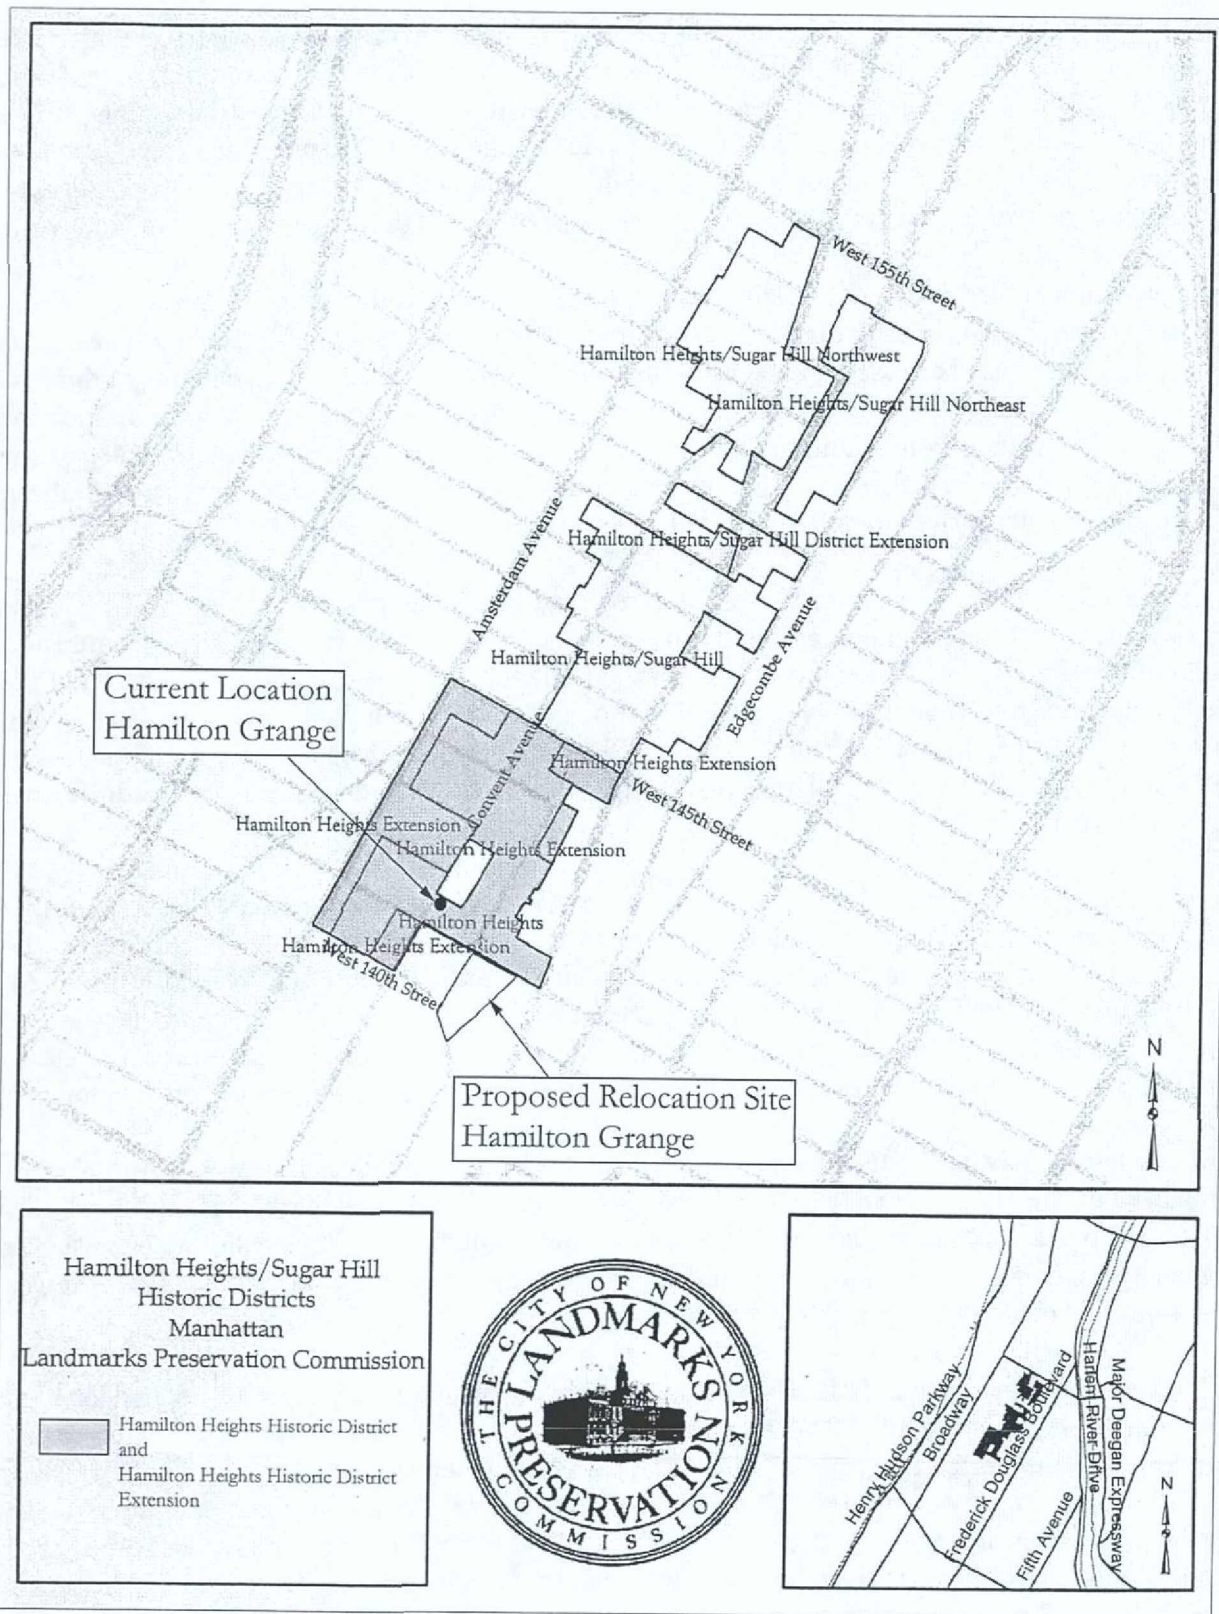 West 155th Street
Hamilton Heights/Sugar Hill Northwest
Hamilton Heights/Sugar Hill Northeast
Amsterdam Avenue
Hamilton Heights/Sugar Hill District Extension
Edgecombe Avenue
Hamilton Heights/Sugar Hill
Current Location
Hamilton Grange
Convent Avenue
Hamilton Heights Extension
West 145th Street
Hamilton Heights Extension
Hamilton Heights Extension
Hamilton Heights
Hamilton Heights Extension
West 140th Street
Proposed Relocation Site
Hamilton Grange
N
Hamilton Heights/Sugar Hill
Historic Districts
Manhattan
Landmarks Preservation Commission
Hamilton Heights Historic District
and
Hamilton Heights Historic District
Extension
THE CITY OF NEW YORK
LANDMARKS
PRESERVATION
COMMISSION
Henry Hudson Parkway
Broadway
Frederick Douglass Boulevard
Fifth Avenue
Harlem River Drive
Major Deegan Expressway
N